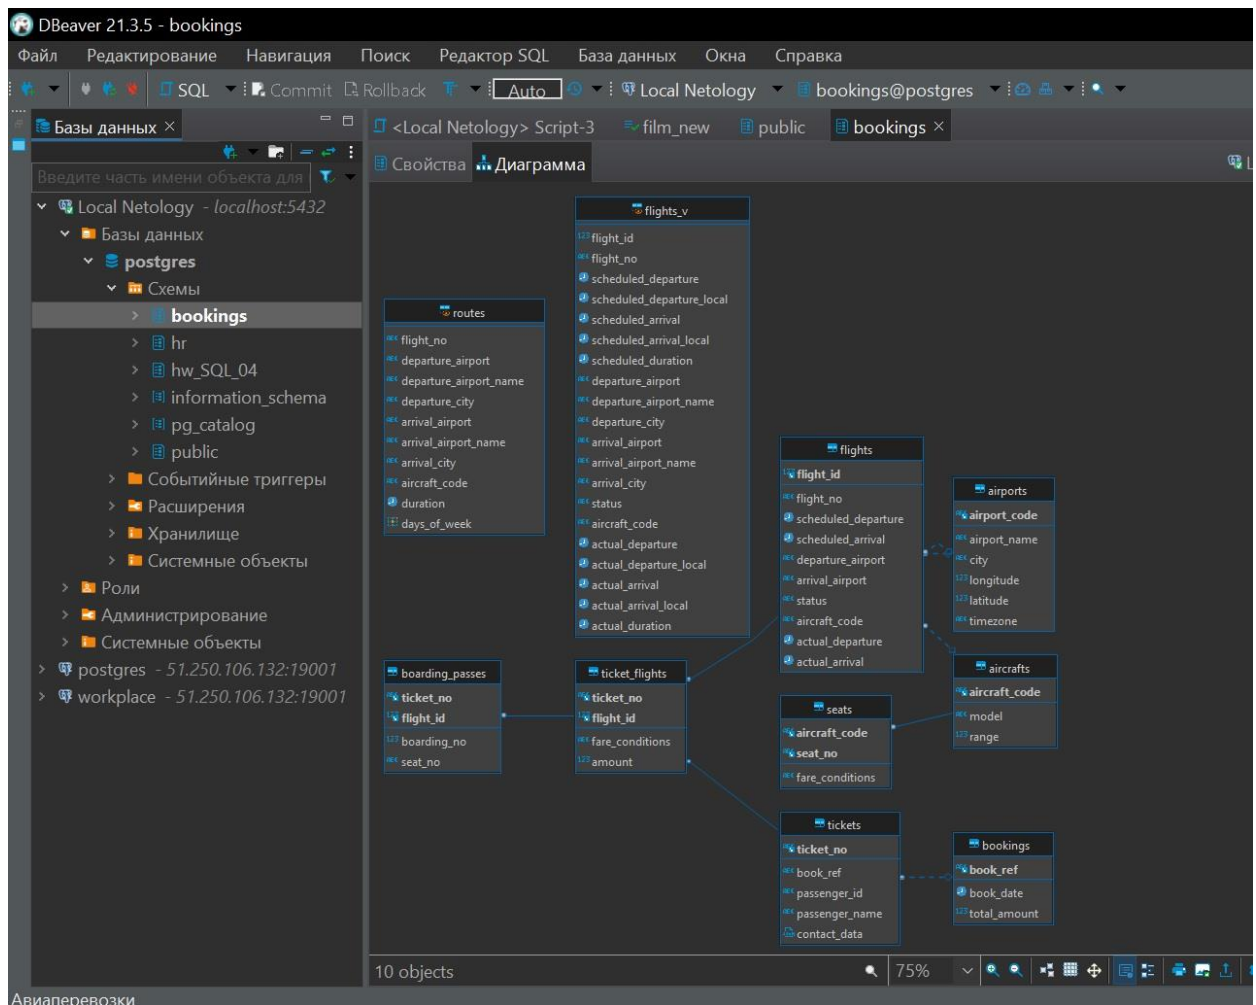 DBeaver 21.3.5 - bookings
Файл Редактирование Навигация Поиск Редактор SQL База данных Окна Справка
SQL Commit Rollback Auto Local Netology bookings@postgres
Базы данных
<Local Netology> Script-3 film_new public bookings
Свойства Диаграмма
Введите часть имени объекта для
Local Netology - localhost:5432
Базы данных
postgres
Схемы
bookings
hr
hw_SQL_04
information_schema
pg_catalog
public
Событийные триггеры
Расширения
Хранилище
Системные объекты
Роли
Администрирование
Системные объекты
postgres - 51.250.106.132:19001
workplace - 51.250.106.132:19001
flights_v
flight_id
flight_no
scheduled_departure
scheduled_departure_local
scheduled_arrival
scheduled_arrival_local
scheduled_duration
departure_airport
departure_airport_name
departure_city
arrival_airport
arrival_airport_name
arrival_city
status
aircraft_code
actual_departure
actual_departure_local
actual_arrival
actual_arrival_local
actual_duration
routes
flight_no
departure_airport
departure_airport_name
departure_city
arrival_airport
arrival_airport_name
arrival_city
aircraft_code
duration
days_of_week
flights
flight_id
flight_no
scheduled_departure
scheduled_arrival
departure_airport
arrival_airport
status
aircraft_code
actual_departure
actual_arrival
airports
airport_code
airport_name
city
longitude
latitude
timezone
boarding_passes
ticket_no
flight_id
boarding_no
seat_no
ticket_flights
ticket_no
flight_id
fare_conditions
amount
aircrafts
aircraft_code
model
range
seats
aircraft_code
seat_no
fare_conditions
tickets
ticket_no
book_ref
passenger_id
passenger_name
contact_data
bookings
book_ref
book_date
total_amount
10 objects
75%
Авиаперевозки